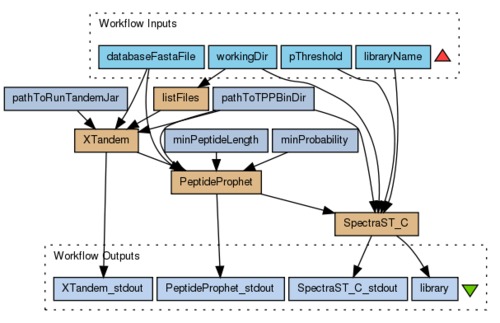 Workflow Inputs
databaseFastaFile workingDir pThreshold libraryName
pathToRunTandemJar listFiles pathToTPPBinDir
XTandem minPeptideLength minProbability
PeptideProphet
SpectraST_C
Workflow Outputs
XTandem_stdout PeptideProphet_stdout SpectraST_C_stdout library